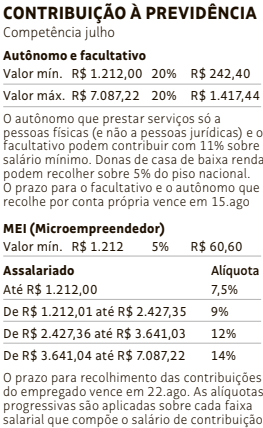 CONTRIBUIÇÃO À PREVIDÊNCIA
Competência julho
Autônomo e facultativo
Valor mín. R$ 1.212,00 20% R$ 242,40
Valor máx. R$ 7.087,22 20% R$ 1.417,44
O autônomo que prestar serviços só a
pessoas físicas (e não a pessoas jurídicas) e o
facultativo podem contribuir com 11% sobre
salário mínimo. Donas de casa de baixa renda
podem recolher sobre 5% do piso nacional.
O prazo para o facultativo e o autônomo que
recolhe por conta própria vence em 15.ago
MEI (Microempreendedor)
Valor mín. R$ 1.212 5% R$ 60,60
Assalariado Alíquota
Até R$ 1.212,00 7,5%
De R$ 1.212,01 até R$ 2.427,35 9%
De R$ 2.427,36 até R$ 3.641,03 12%
De R$ 3.641,04 até R$ 7.087,22 14%
O prazo para recolhimento das contribuições
do empregado vence em 22.ago. As alíquotas
progressivas são aplicadas sobre cada faixa
salarial que compõe o salário de contribuição